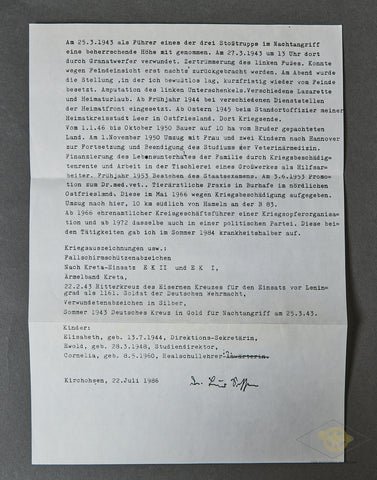 Am 25.3.1943 als Führer eines der drei Stoßtrupps im Nachtangriff
eine beherrschende Höhe mit genommen. Am 27.3.1943 um 13 Uhr dort
durch Granatwerfer verwundet. Zertrümmerung des linken Fußes. Konnte
wegen Feindeinsicht erst nachts zurückgebracht werden. Am Abend wurde
die Stellung, in der ich bewußtlos lag, kurzfristig wieder vom Feinde
besetzt. Amputation des linken Unterschenkels. Verschiedene Lazarette
und Heimaturlaub. Ab Frühjahr 1944 bei verschiedenen Dienststellen
der Heimatfront eingesetzt. Ab Ostern 1945 beim Standortoffizier meiner
Heimatkreisstadt Leer in Ostfriesland. Dort Kriegsende.
Vom 1.1.46 bis Oktober 1950 Bauer auf 10 ha vom Bruder gepachteten
Land. Am 1.November 1950 Umzug mit Frau und zwei Kindern nach Hannover
zur Fortsetzung und Beendigung des Studiums der Veterinärmedizin.
Finanzierung des Lebensunterhaltes der Familie durch Kriegsbeschädig-
tenrente und Arbeit in der Tischlerei eines Großwerkes als Hilfsar-
beiter. Frühjahr 1953 Bestehen des Staatsexamens. Am 3.6.1953 Promo-
tion zum Dr.med.vet.. Tierärztliche Praxis in Burhafe im nördlichen
Ostfriesland. Diese im Mai 1966 wegen Kriegsbeschädigung aufgegeben.
Umzug nach hier, 10 km südlich von Hameln an der B 83.
Ab 1966 ehrenamtlicher Kreisgeschäftsführer einer Kriegsopferorganisa-
tion und ab 1972 dasselbe auch in einer politischen Partei. Diese bei-
den Tätigkeiten gab ich im Sommer 1984 krankheitshalber auf.
Kriegsauszeichnungen usw.:
Fallschirmschützenabzeichen
Nach Kreta-Einsatz E K II und E K I,
Armelband Kreta,
22.2.43 Ritterkreuz des Eisernen Kreuzes für den Einsatz vor Lenin-
grad als 1161. Soldat der Deutschen Wehrmacht,
Verwundetenabzeichen in Silber,
Sommer 1943 Deutsches Kreuz in Gold für Nachtangriff am 25.3.43.
Kinder:
Elisabeth, geb. 13.7.1944, Direktions-Sekretärin,
Ewold, geb. 28.3.1948, Studiendirektor,
Cornelia, geb. 8.5.1960, Realschullehrer
Kirchohsen, 22.Juli 1986
Dr.